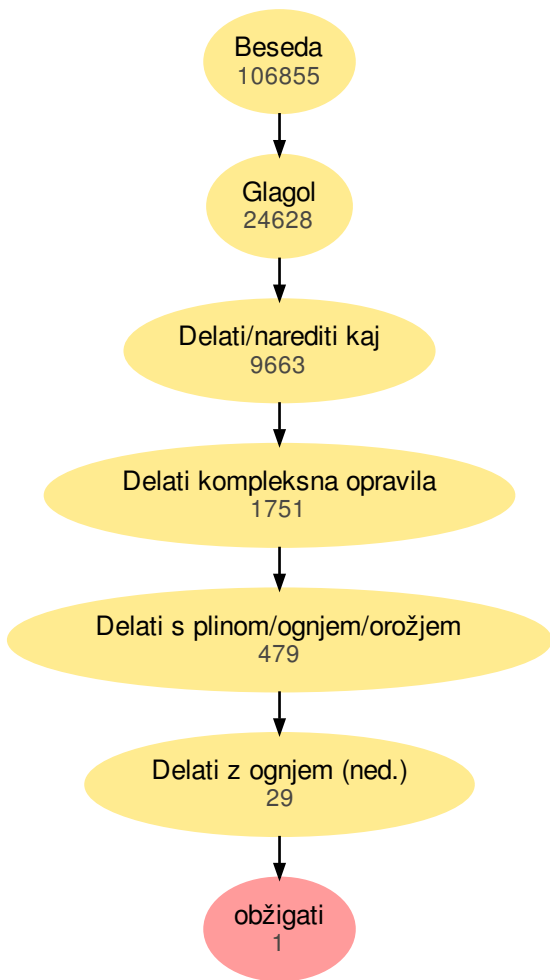 Beseda
106855
Glagol
24628
Delati/narediti kaj
9663
Delati kompleksna opravila
1751
Delati s plinom/ognjem/orožjem
479
Delati z ognjem (ned.)
29
obžigati
1